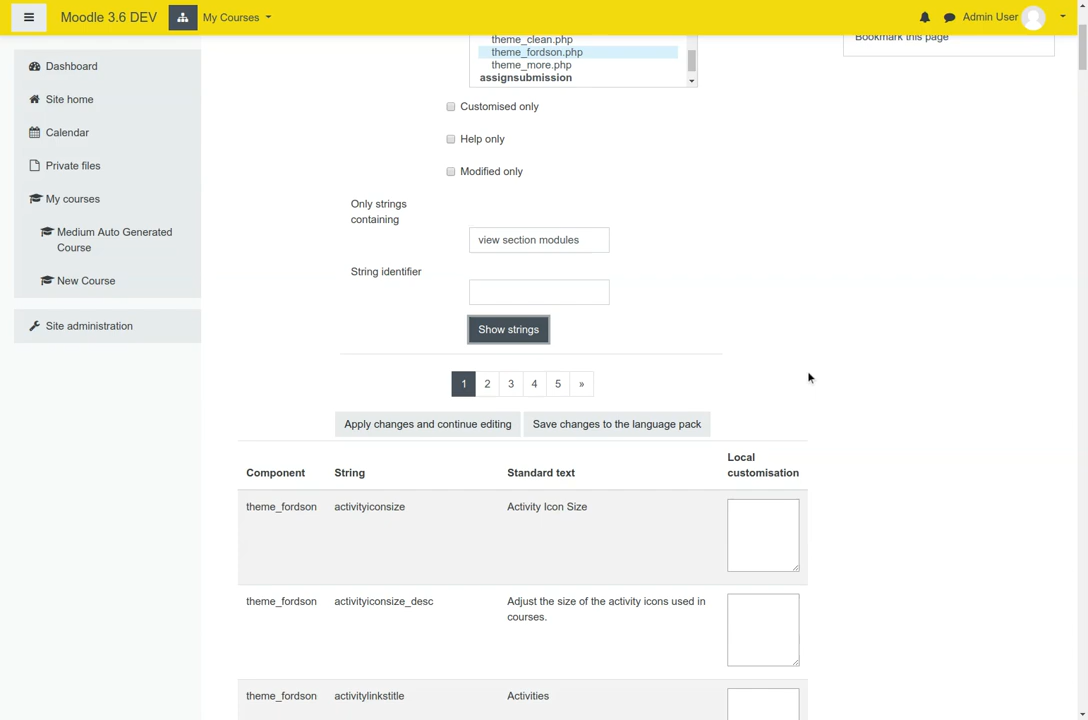 Moodle 3.6 DEV
My Courses
Admin User
Dashboard
Site home
Calendar
Private files
My courses
Medium Auto Generated
Course
New Course
Site administration
theme_clean.php
theme_fordson.php
theme_more.php
assignsubmission
Bookmark this page
Customised only
Help only
Modified only
Only strings
containing
view section modules
String identifier
Show strings
1 2 3 4 5 »
Apply changes and continue editing Save changes to the language pack
Component String Standard text Local
customisation
theme_fordson activityiconsize Activity Icon Size
theme_fordson activityiconsize_desc Adjust the size of the activity icons used in
courses.
theme_fordson activitylinkstitle Activities